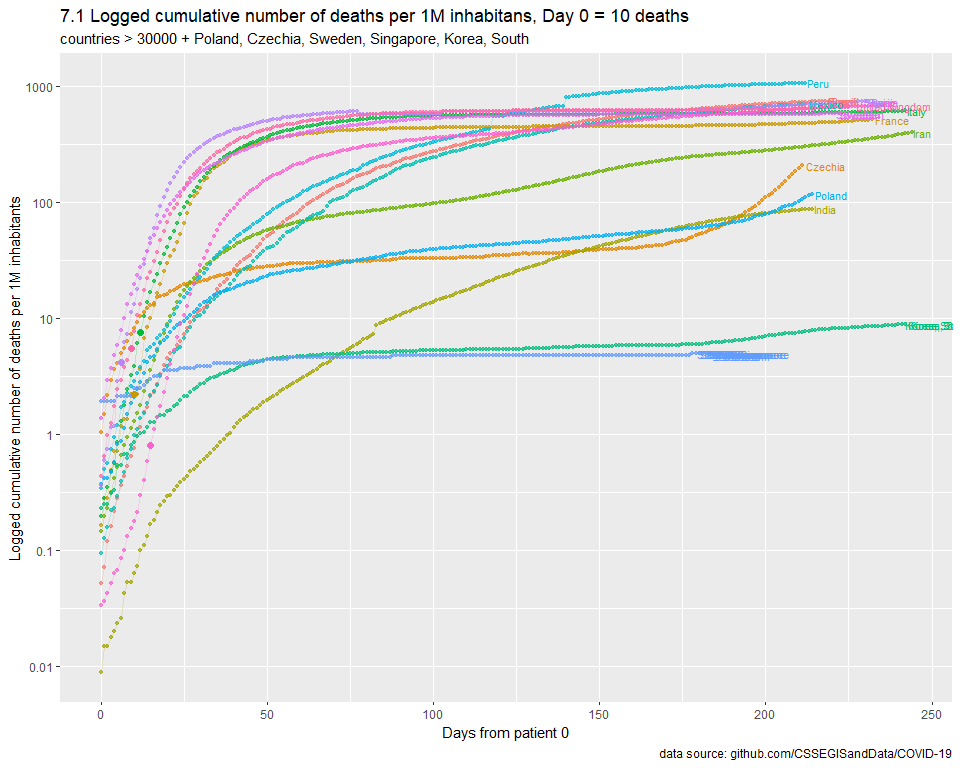 7.1 Logged cumulative number of deaths per 1M inhabitans, Day 0 = 10 deaths
countries > 30000 + Poland, Czechia, Sweden, Singapore, Korea, South
Logged cumulative number of deaths per 1M inhabitants
1000
100
10
1
0.1
0.01
Peru
Italy
France
Iran
Czechia
Poland
India
0
50
100
150
200
250
Days from patient 0
data source: github.com/CSSEGISandData/COVID-19